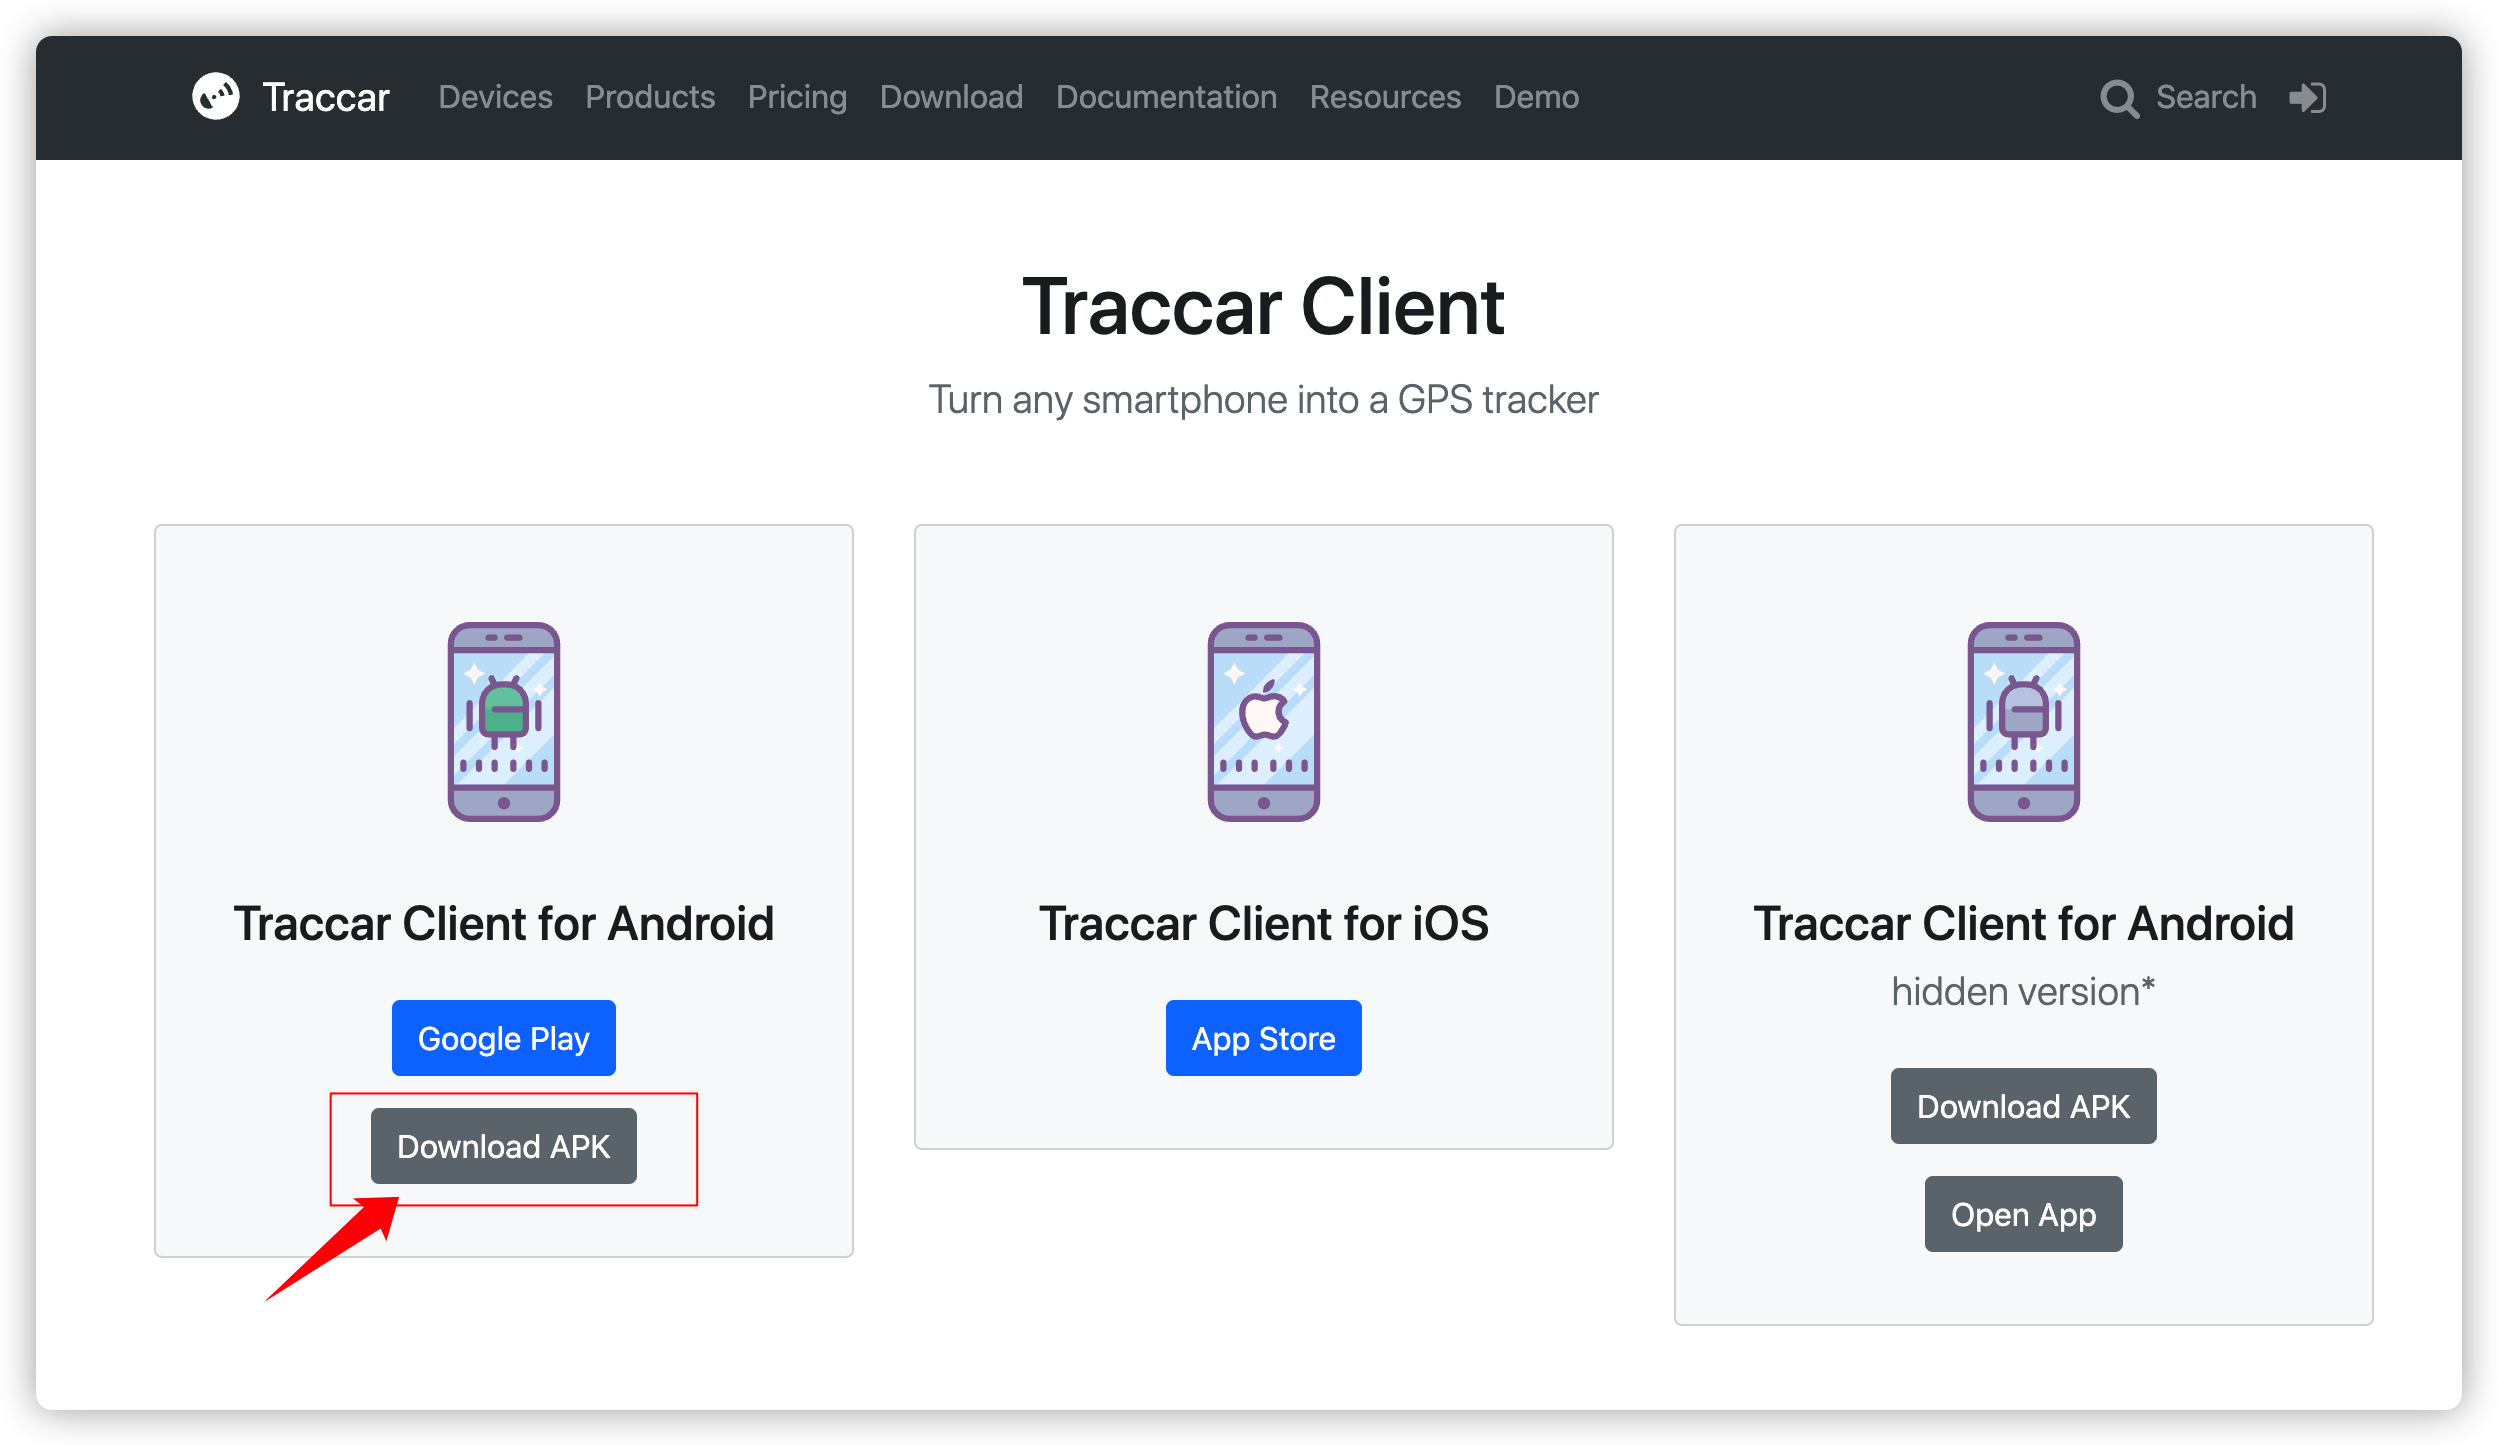 Traccar Devices Products Pricing Download Documentation Resources Demo Search
Traccar Client
Turn any smartphone into a GPS tracker
Traccar Client for Android
Google Play
Download APK
Traccar Client for iOS
App Store
Traccar Client for Android
hidden version*
Download APK
Open App